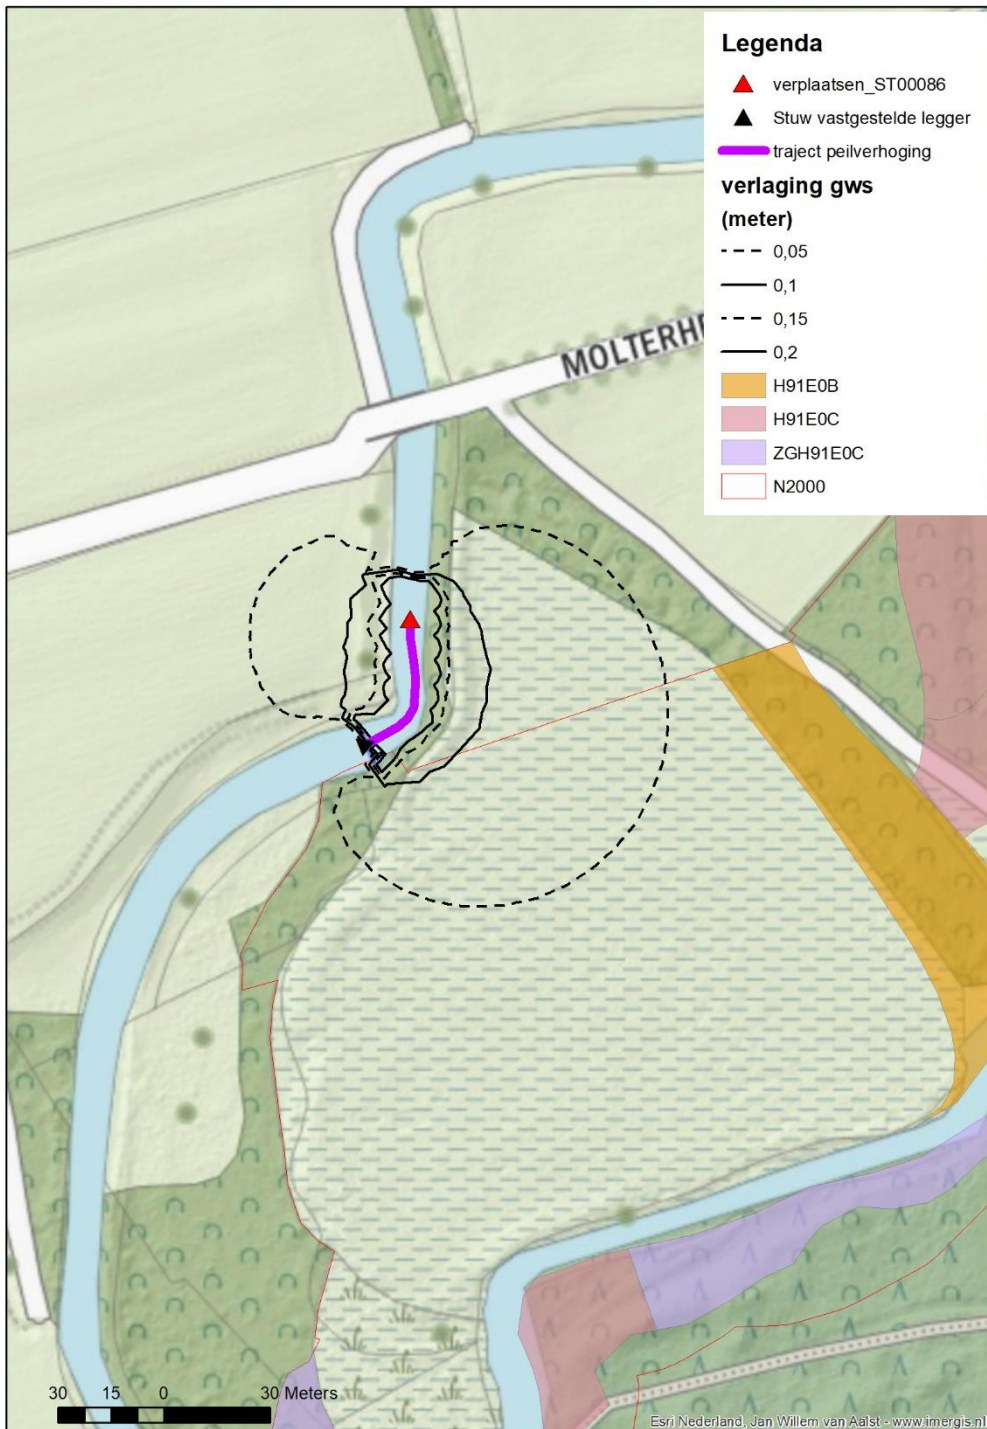 Legenda
verplaatsen_ST00086
Stuw vastgestelde legger
traject peilverhoging
verlaging gws
(meter)
0,05
0,1
0,15
0,2
H91E0B
H91E0C
ZGH91E0C
N2000
30 15 0 30 Meters
Esri Nederland, Jan Willem van Aalst - www.imergis.nl